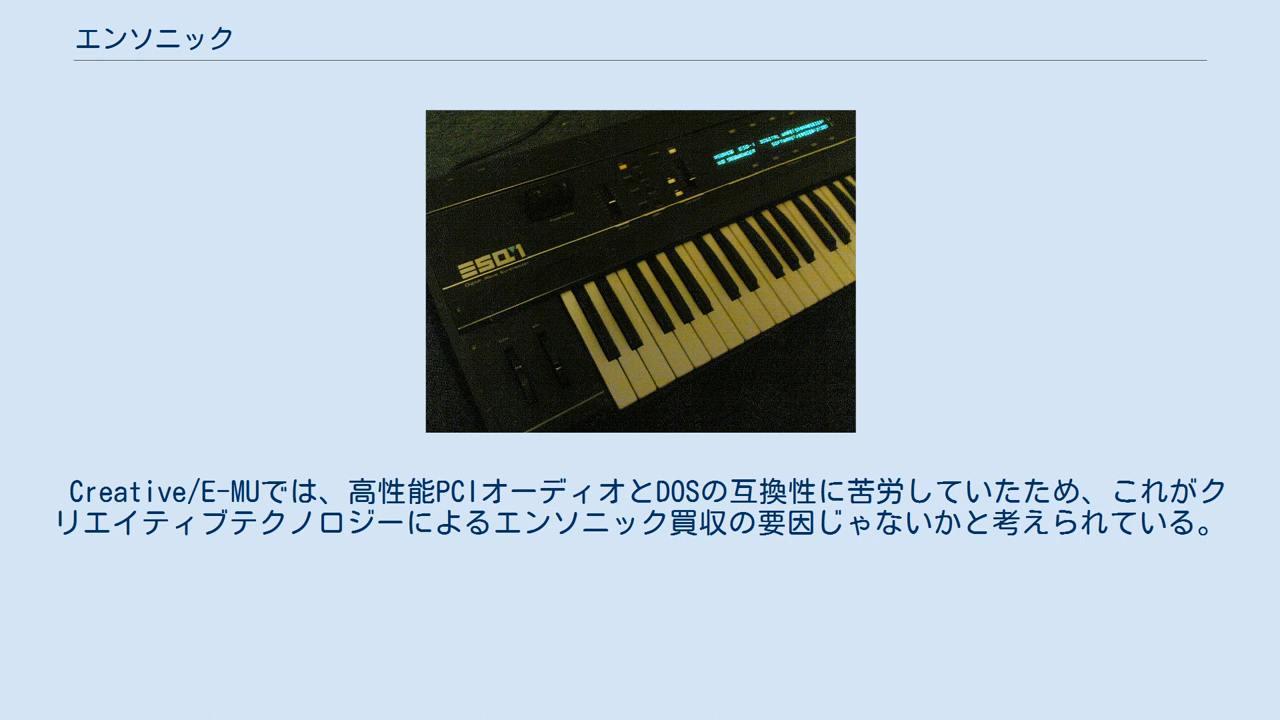 エンソニック
ESQ-1
Creative/E-MUでは、高性能PCIオーディオとDOSの互換性に苦労していたため、これがク
リエイティブテクノロジーによるエンソニック買収の要因じゃないかと考えられている。